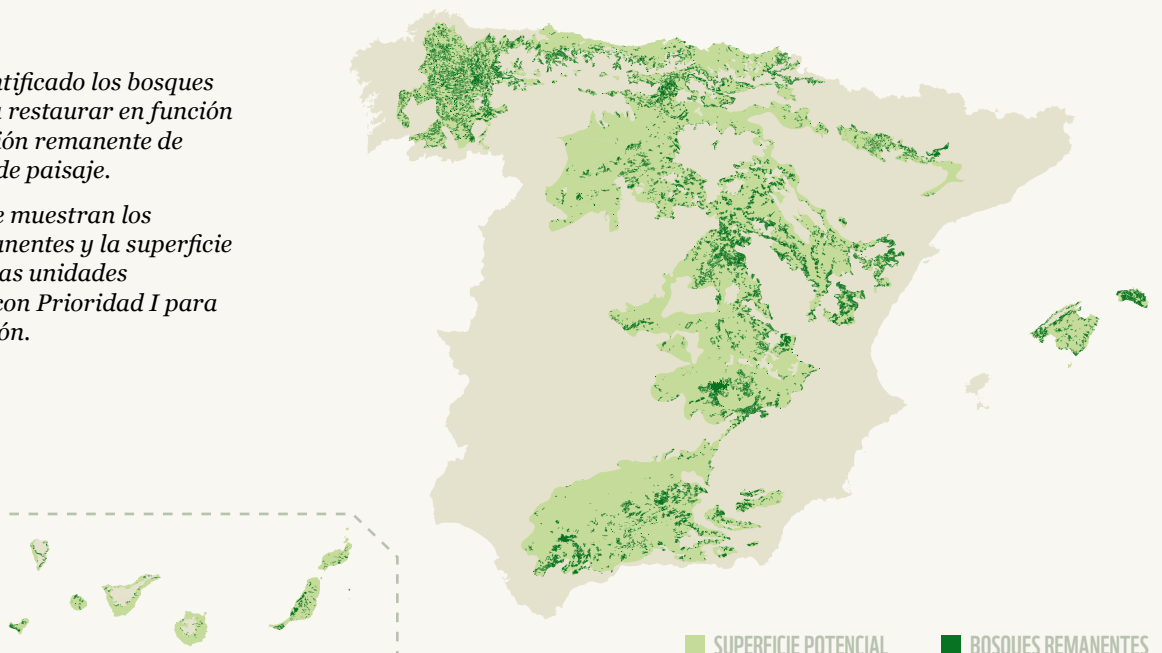 ntificado los bosques
restaurar en función
ión remanente de
de paisaje.
e muestran los
anentes y la superficie
as unidades
con Prioridad I para
ón.
SUPERFICIE POTENCIAL
BOSQUES REMANENTES